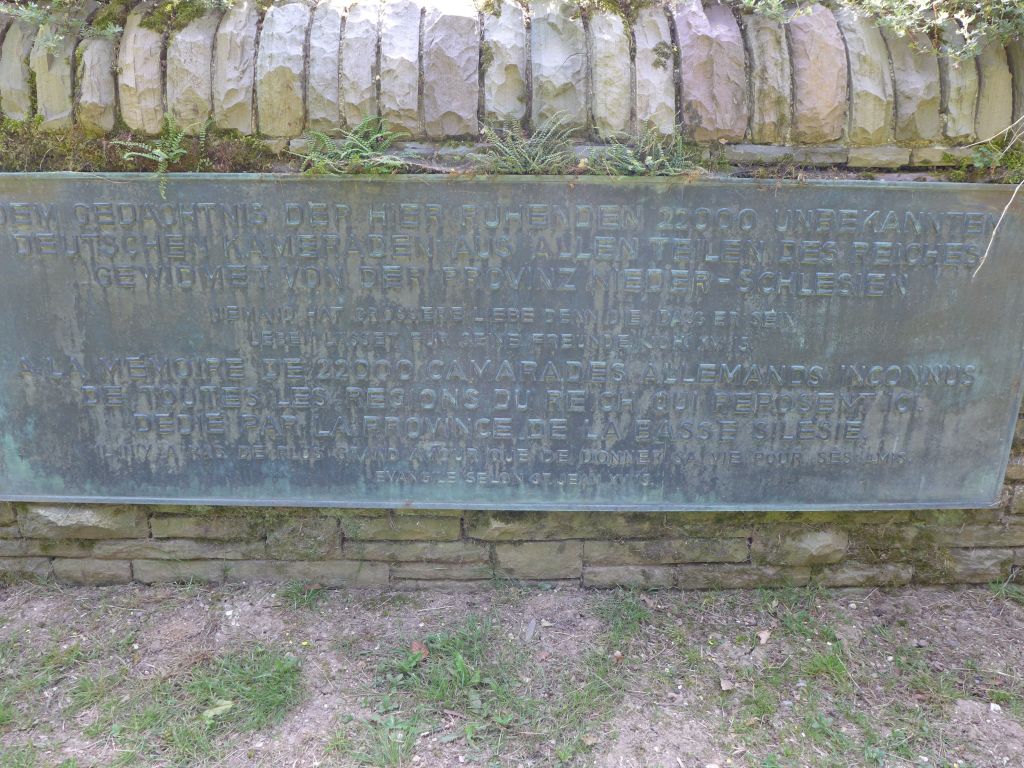 DEM GEDÄCHTNIS DER HIER RUHENDEN 22000 UNBEKANNTEN
DEUTSCHEN KAMERADEN AUS ALLEN TEILEN DES REICHES
GEWIDMET VON DER PROVINZ NIEDER-SCHLESIEN
NIEMAND HAT GRÖSSERE LIEBE DENN DIE, DASS ER SEIN
LEBEN LÄSSET FÜR SEINE FREUNDE
A LA MEMOIRE DE 22000 CAMARADES ALLEMANDS INCONNUS
DE TOUTES LES REGIONS DU REICH QUI REPOSENT ICI.
DEDIE PAR LA PROVINCE DE LA BASSE SILESIE.
IL N'Y A PAS DE PLUS GRAND AMOUR QUE DE DONNER SA VIE POUR SES AMIS.
EVANGILE SELON ST JEAN